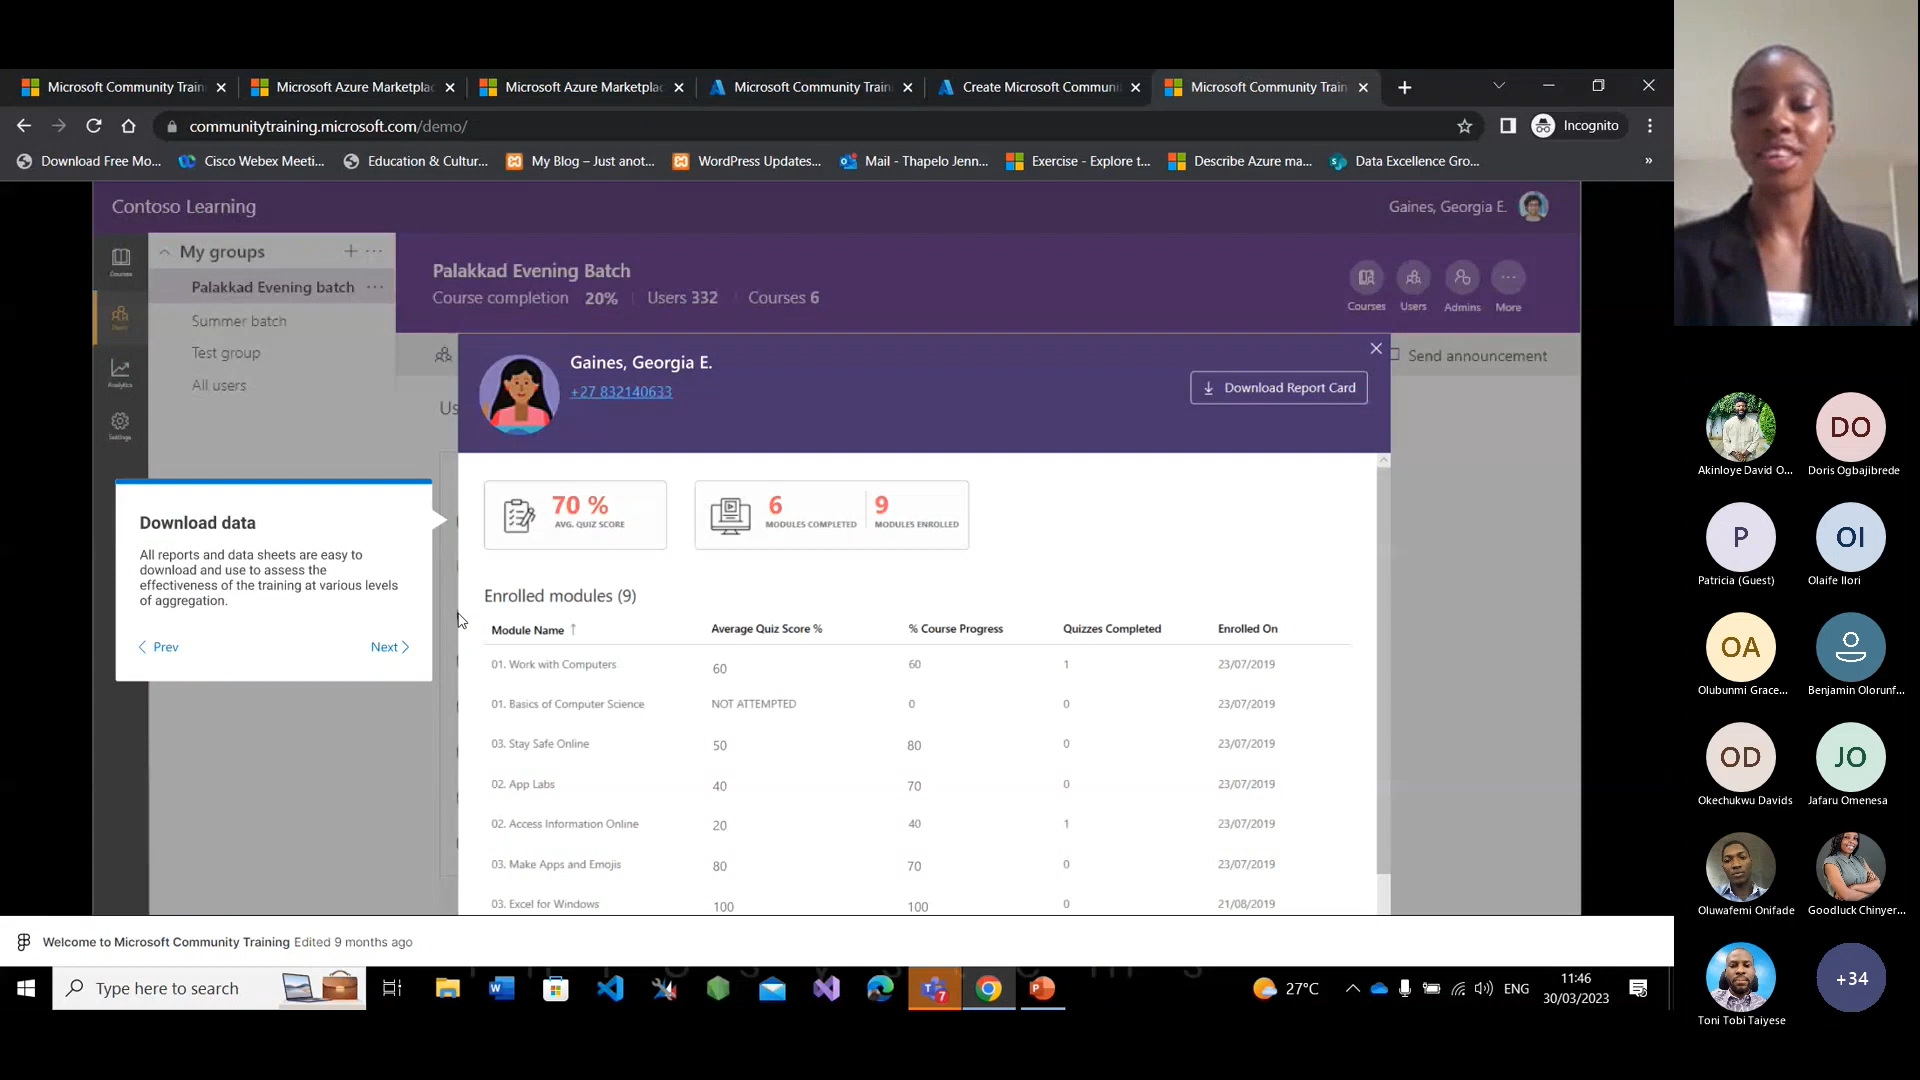 Microsoft Community Train
Microsoft Azure Marketplac
Microsoft Azure Marketplac
Microsoft Community Train
Create Microsoft Communi
Microsoft Community Train
communitytraining.microsoft.com/demo/
Incognito
Download Free Mo...
Cisco Webex Meeti...
Education & Cultur...
My Blog – Just anot...
WordPress Updates...
Mail - Thapelo Jenn...
Exercise - Explore t...
Describe Azure ma...
Data Excellence Gro...
»
Contoso Learning
Gaines, Georgia E.
Courses
Analytics
Settings
My groups
Palakkad Evening batch
Summer batch
Test group
All users
Palakkad Evening Batch
Course completion 20% Users 332 Courses 6
Courses Users Admins More
Send announcement
Us
Gaines, Georgia E.
+27 832140633
Download Report Card
70 %
AVG. QUIZ SCORE
6
MODULES COMPLETED
9
MODULES ENROLLED
Download data
All reports and data sheets are easy to
download and use to assess the
effectiveness of the training at various levels
of aggregation.
Prev
Next
Enrolled modules (9)
Module Name ↑ Average Quiz Score % % Course Progress Quizzes Completed Enrolled On
01. Work with Computers 60 60 1 23/07/2019
01. Basics of Computer Science NOT ATTEMPTED 0 0 23/07/2019
03. Stay Safe Online 50 80 0 23/07/2019
02. App Labs 40 70 0 23/07/2019
02. Access Information Online 20 40 1 23/07/2019
03. Make Apps and Emojis 80 70 0 23/07/2019
03. Excel for Windows 100 100 0 21/08/2019
Welcome to Microsoft Community Training Edited 9 months ago
Type here to search
7
27°C
ENG
11:46
30/03/2023
Akinloye David O...
DO
Doris Ogbajibrede
P
Patricia (Guest)
OI
Olaife Ilori
OA
Olubunmi Grace...
Benjamin Olorunf...
OD
Okechukwu Davids
JO
Jafaru Omenesa
Oluwafemi Onifade
Goodluck Chinyer...
Toni Tobi Taiyese
+34